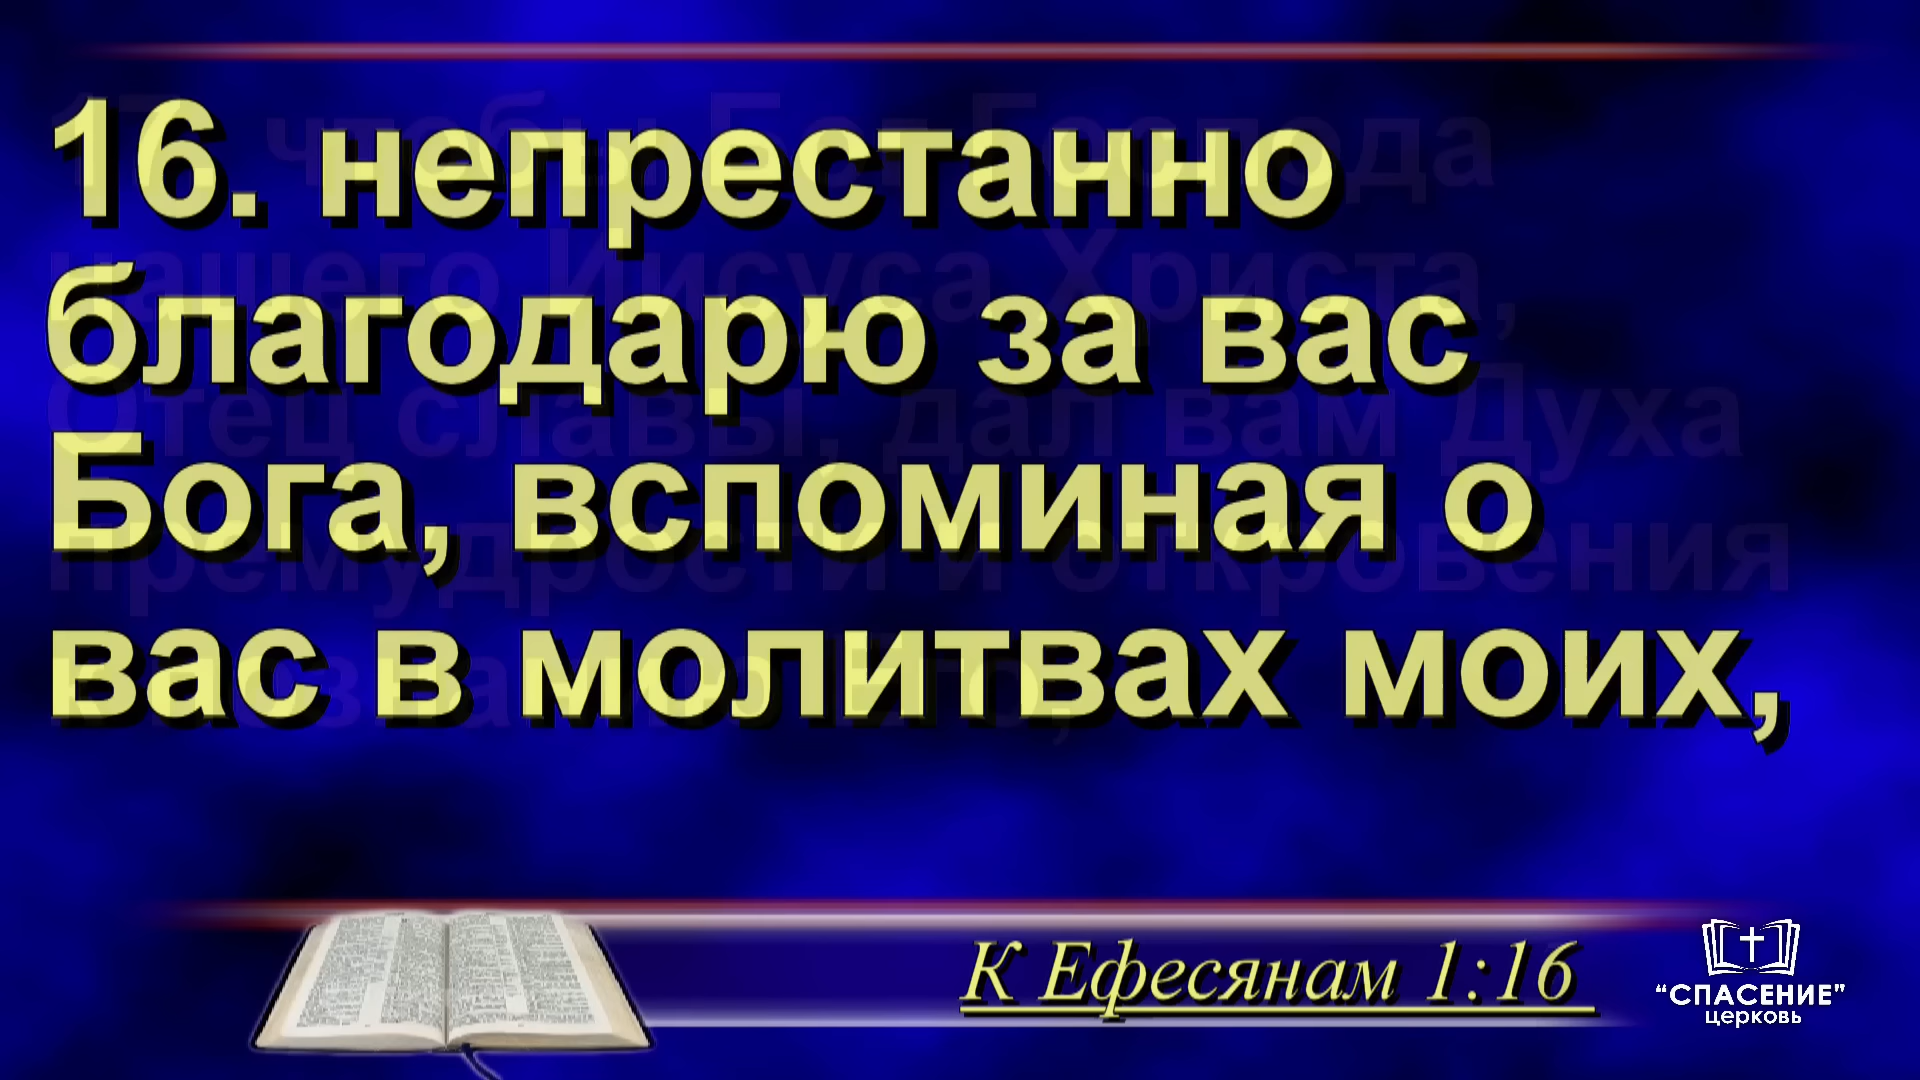 16. непрестанно
благодарю за вас
Бога, вспоминая о
вас в молитвах моих,
К Ефесянам 1:16
“СПАСЕНИЕ”
церковь